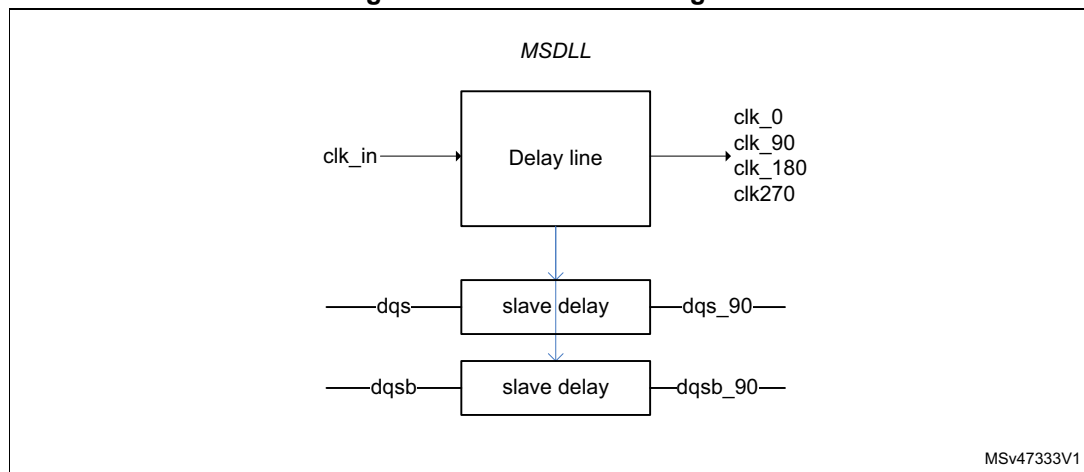 MSDLL
clk_in
Delay line
clk_0
clk_90
clk_180
clk270
dqs
slave delay
dqs_90
dqsb
slave delay
dqsb_90
MSv47333V1